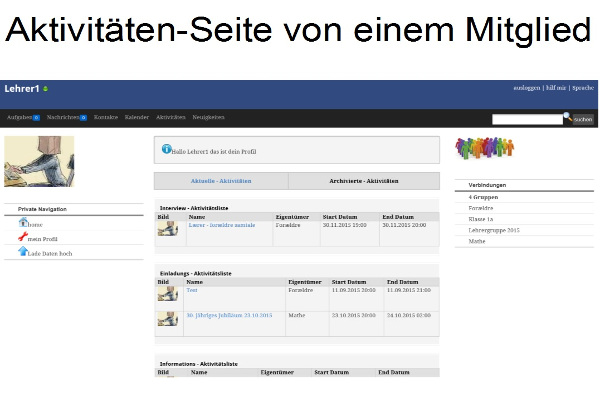 Aktivitäten-Seite von einem Mitglied
Lehrer1
ausloggen | hilf mir | Sprache
Aufgaben 0 Nachrichten 0 Kontakte Kalender Aktivitäten Neuigkeiten
suchen
Hallo Lehrer1 das ist dein Profil
Aktuelle - Aktivitäten Archivierte - Aktivitäten
Private Navigation
home
mein Profil
Lade Daten hoch
Interview - Aktivitätsliste
Bild Name Eigentümer Start Datum End Datum
Lærer - forældre samtale Forældre 30.11.2015 19:00 30.11.2015 20:00
Einladungs - Aktivitätsliste
Bild Name Eigentümer Start Datum End Datum
Test Forældre 11.09.2015 20:00 11.09.2015 21:00
30. Jähriges Jubiläum 23.10.2015 Mathe 23.10.2015 20:00 24.10.2015 02:00
Informations - Aktivitätsliste
Bild Name Eigentümer Start Datum End Datum
Verbindungen
4 Gruppen
Forældre
Klasse 1a
Lehrergruppe 2015
Mathe